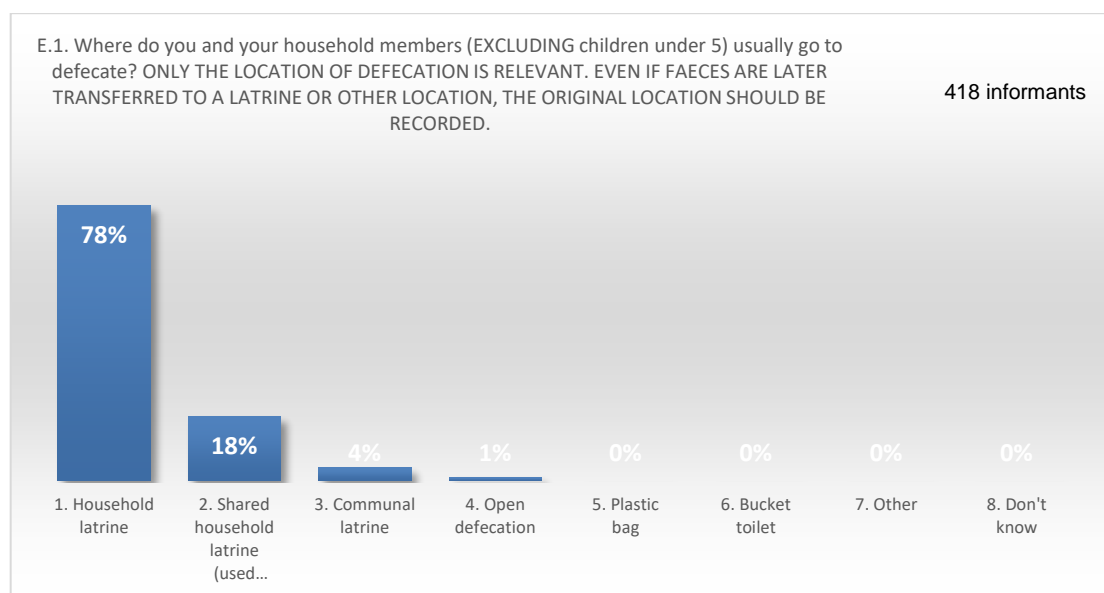 E.1. Where do you and your household members (EXCLUDING children under 5) usually go to
defecate? ONLY THE LOCATION OF DEFECATION IS RELEVANT. EVEN IF FAECES ARE LATER
TRANSFERRED TO A LATRINE OR OTHER LOCATION, THE ORIGINAL LOCATION SHOULD BE
RECORDED.
418 informants
78%
18%
4%
1%
0%
0%
0%
0%
1. Household
latrine
2. Shared
household
latrine
(used...
3. Communal
latrine
4. Open
defecation
5. Plastic
bag
6. Bucket
toilet
7. Other
8. Don't
know